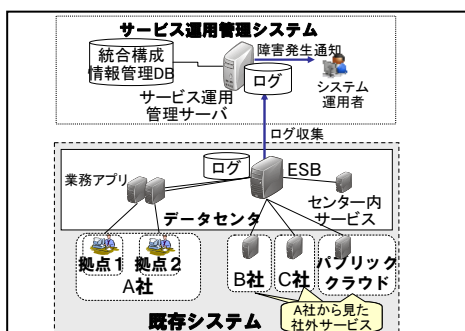 サービス運用管理システム
統合構成
情報管理DB
障害発生通知
ログ
システム
運用者
サービス運用
管理サーバ
ログ収集
ログ
ESB
業務アプリ
センター内
サービス
データセンタ
拠点1
拠点2
A社
B社
C社
パブリック
クラウド
A社から見た
社外サービス
既存システム